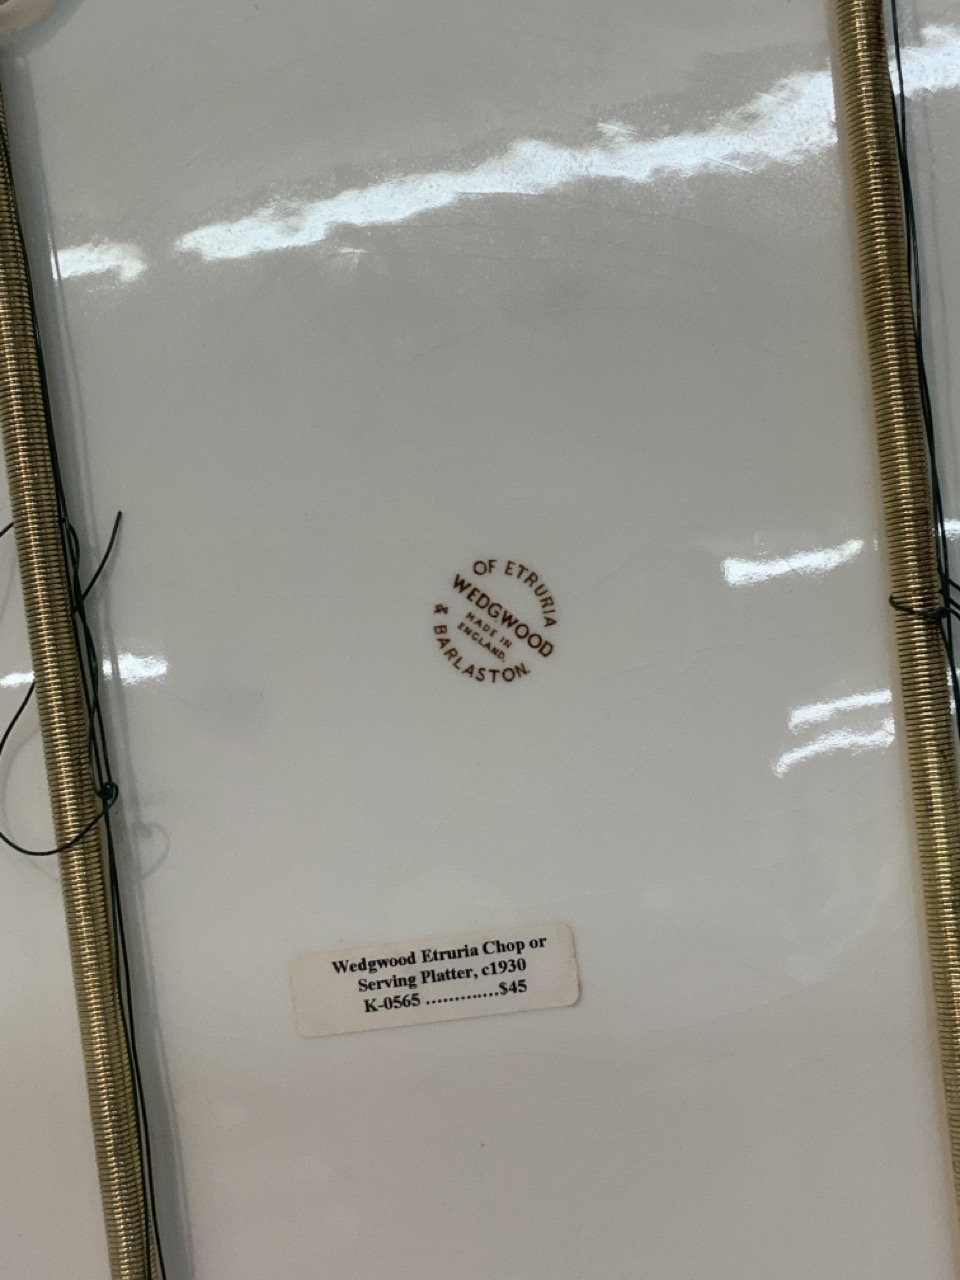 OF ETRURIA
WEDGWOOD
MADE IN
ENGLAND.
& BARLASTON.
Wedgwood Etruria Chop or
Serving Platter, c1930
K-0565 .............$45